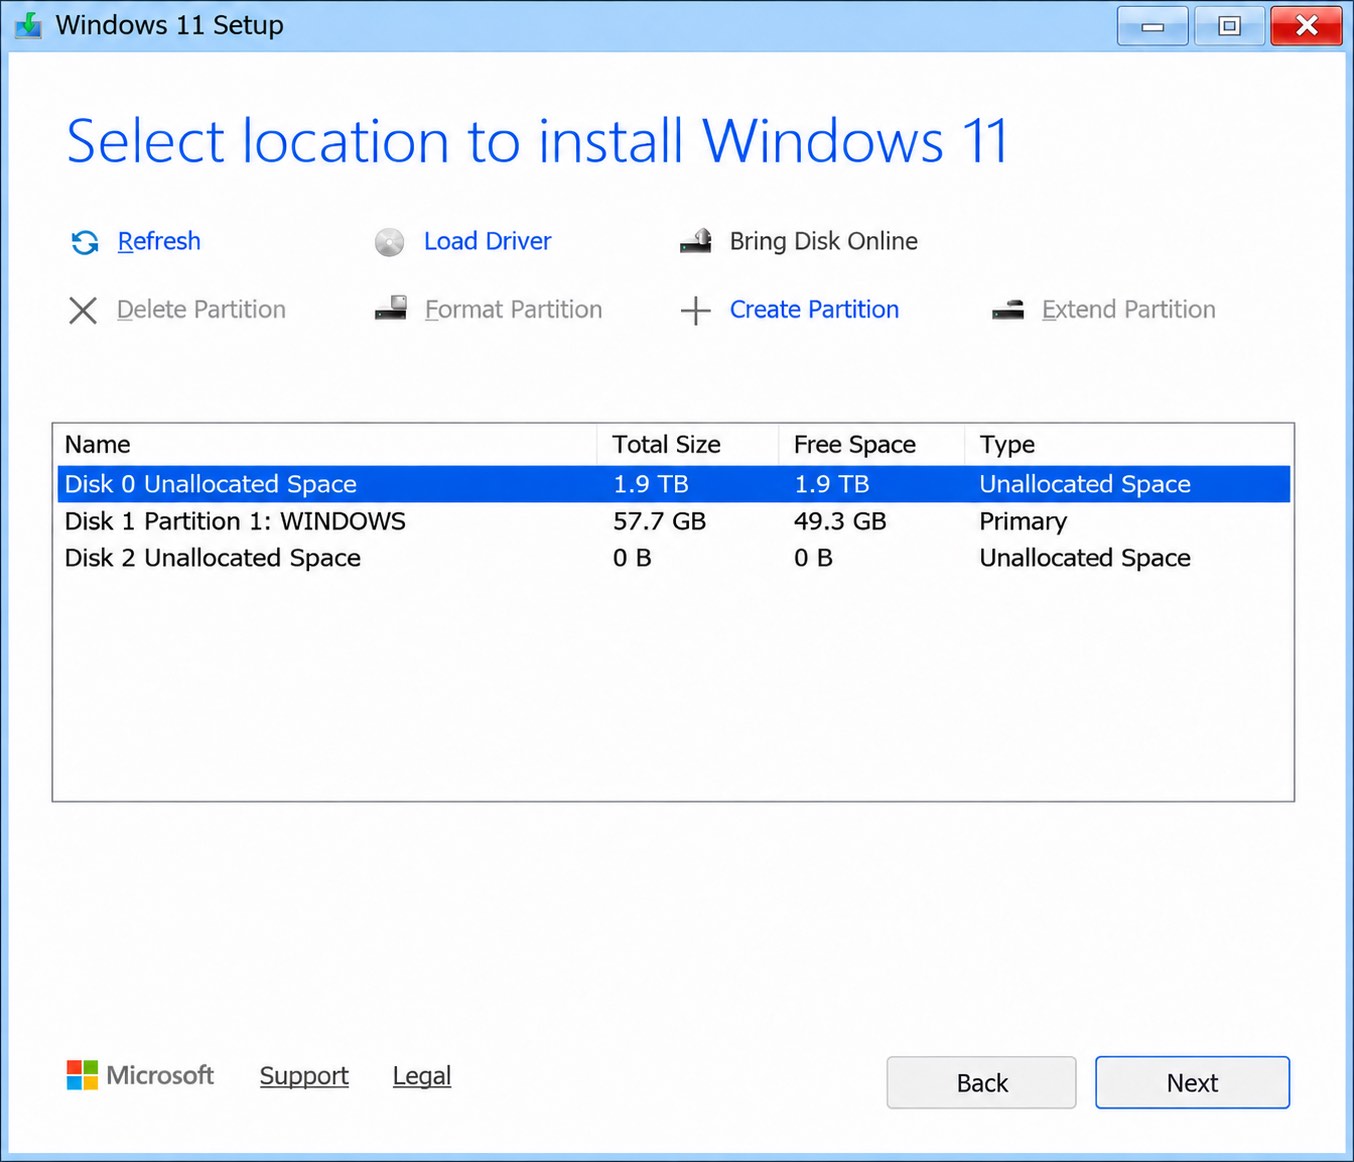 Windows 11 Setup
Select location to install Windows 11
Refresh Load Driver Bring Disk Online
Delete Partition Format Partition Create Partition Extend Partition
Name Total Size Free Space Type
Disk 0 Unallocated Space 1.9 TB 1.9 TB Unallocated Space
Disk 1 Partition 1: WINDOWS 57.7 GB 49.3 GB Primary
Disk 2 Unallocated Space 0 B 0 B Unallocated Space
Microsoft Support Legal Back Next